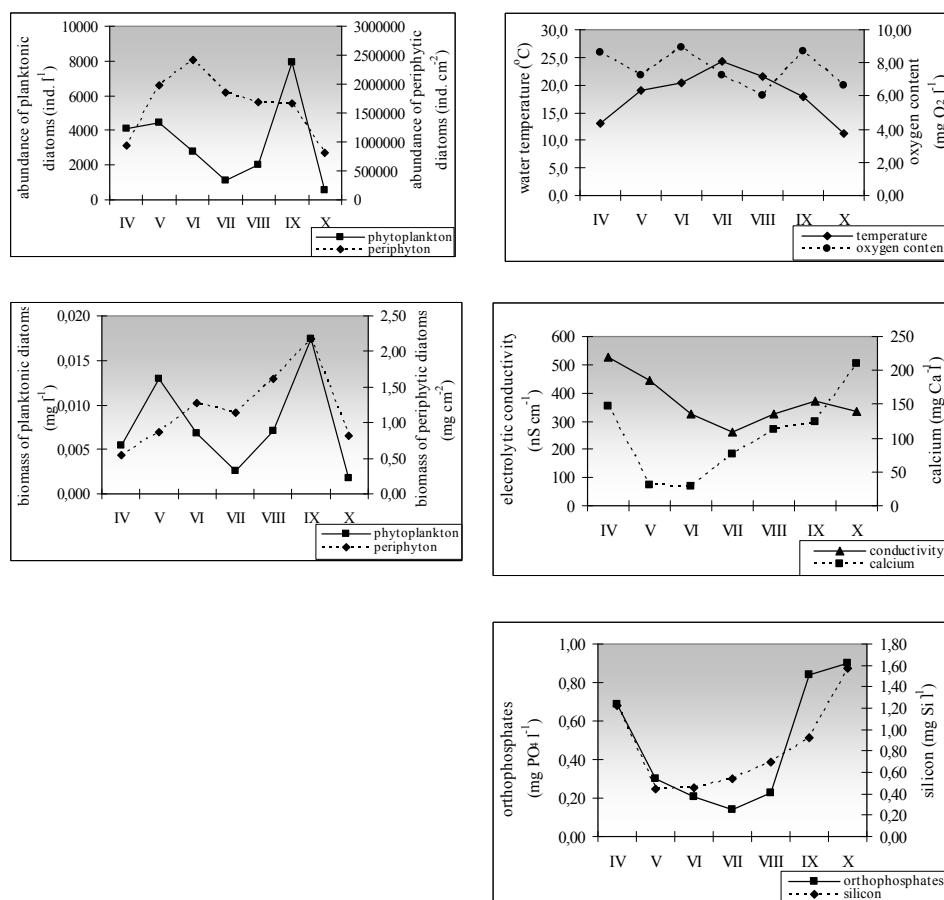 abundance of planktonic
diatoms (ind. l-1)
10000
8000
6000
4000
2000
0
3000000
2500000
2000000
1500000
1000000
500000
0
abundance of periphytic
diatoms (ind. cm-2)
IV V VI VII VIII IX X
phytoplankton
periphyton
water temperature (oC)
30,0
25,0
20,0
15,0
10,0
5,0
0,0
10,00
8,00
6,00
4,00
2,00
0,00
oxygen content
(mg O2 l-1)
IV V VI VII VIII IX X
temperature
oxygen conten
biomass of planktonic diatoms
(mg l-1)
0,020
0,015
0,010
0,005
0,000
2,50
2,00
1,50
1,00
0,50
0,00
biomass of periphytic diatoms
(mg cm-2)
IV V VI VII VIII IX X
phytoplankton
periphyton
electrolytic conductivity
(nS cm-1)
600
500
400
300
200
100
0
250
200
150
100
50
0
calcium (mg Ca l-1)
IV V VI VII VIII IX X
conductivity
calcium
orthophosphates
(mg PO4 l-1)
1,00
0,80
0,60
0,40
0,20
0,00
1,80
1,60
1,40
1,20
1,00
0,80
0,60
0,40
0,20
0,00
silicon (mg Si l-1)
IV V VI VII VIII IX X
orthophosphates
silicon